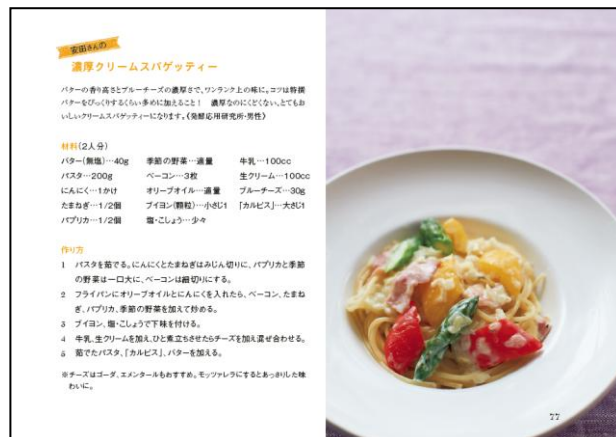 安田さんの
濃厚クリームスパゲッティー
バターの香り高さとブルーチーズの濃厚さで、ワンランク上の味に。コツは特撰
バターをびっくりするくらい多めに加えること！　濃厚なのにくどくない、とてもお
いしいクリームスパゲッティーになります。（発酵応用研究所・男性）
材料(2人分)
バター(無塩)…40g　季節の野菜…適量　牛乳…100cc
パスタ…200g　ベーコン…3枚　生クリーム…100cc
にんにく…1かけ　オリーブオイル…適量　ブルーチーズ…30g
たまねぎ…1/2個　ブイヨン(顆粒)…小さじ1　「カルピス」…大さじ1
パプリカ…1/2個　塩・こしょう…少々
作り方
1　パスタを茹でる。にんにくとたまねぎはみじん切りに、パプリカと季節
の野菜は一口大に、ベーコンは細切りにする。
2　フライパンにオリーブオイルとにんにくを入れたら、ベーコン、たまね
ぎ、パプリカ、季節の野菜を加えて炒める。
3　ブイヨン、塩・こしょうで下味を付ける。
4　牛乳、生クリームを加え、ひと煮立ちさせたらチーズを加え混ぜ合わせる。
5　茹でたパスタ、「カルピス」、バターを加える。
※チーズはゴーダ、エメンタールもおすすめ。モッツァレラにするとあっさりした味
わいに。
77